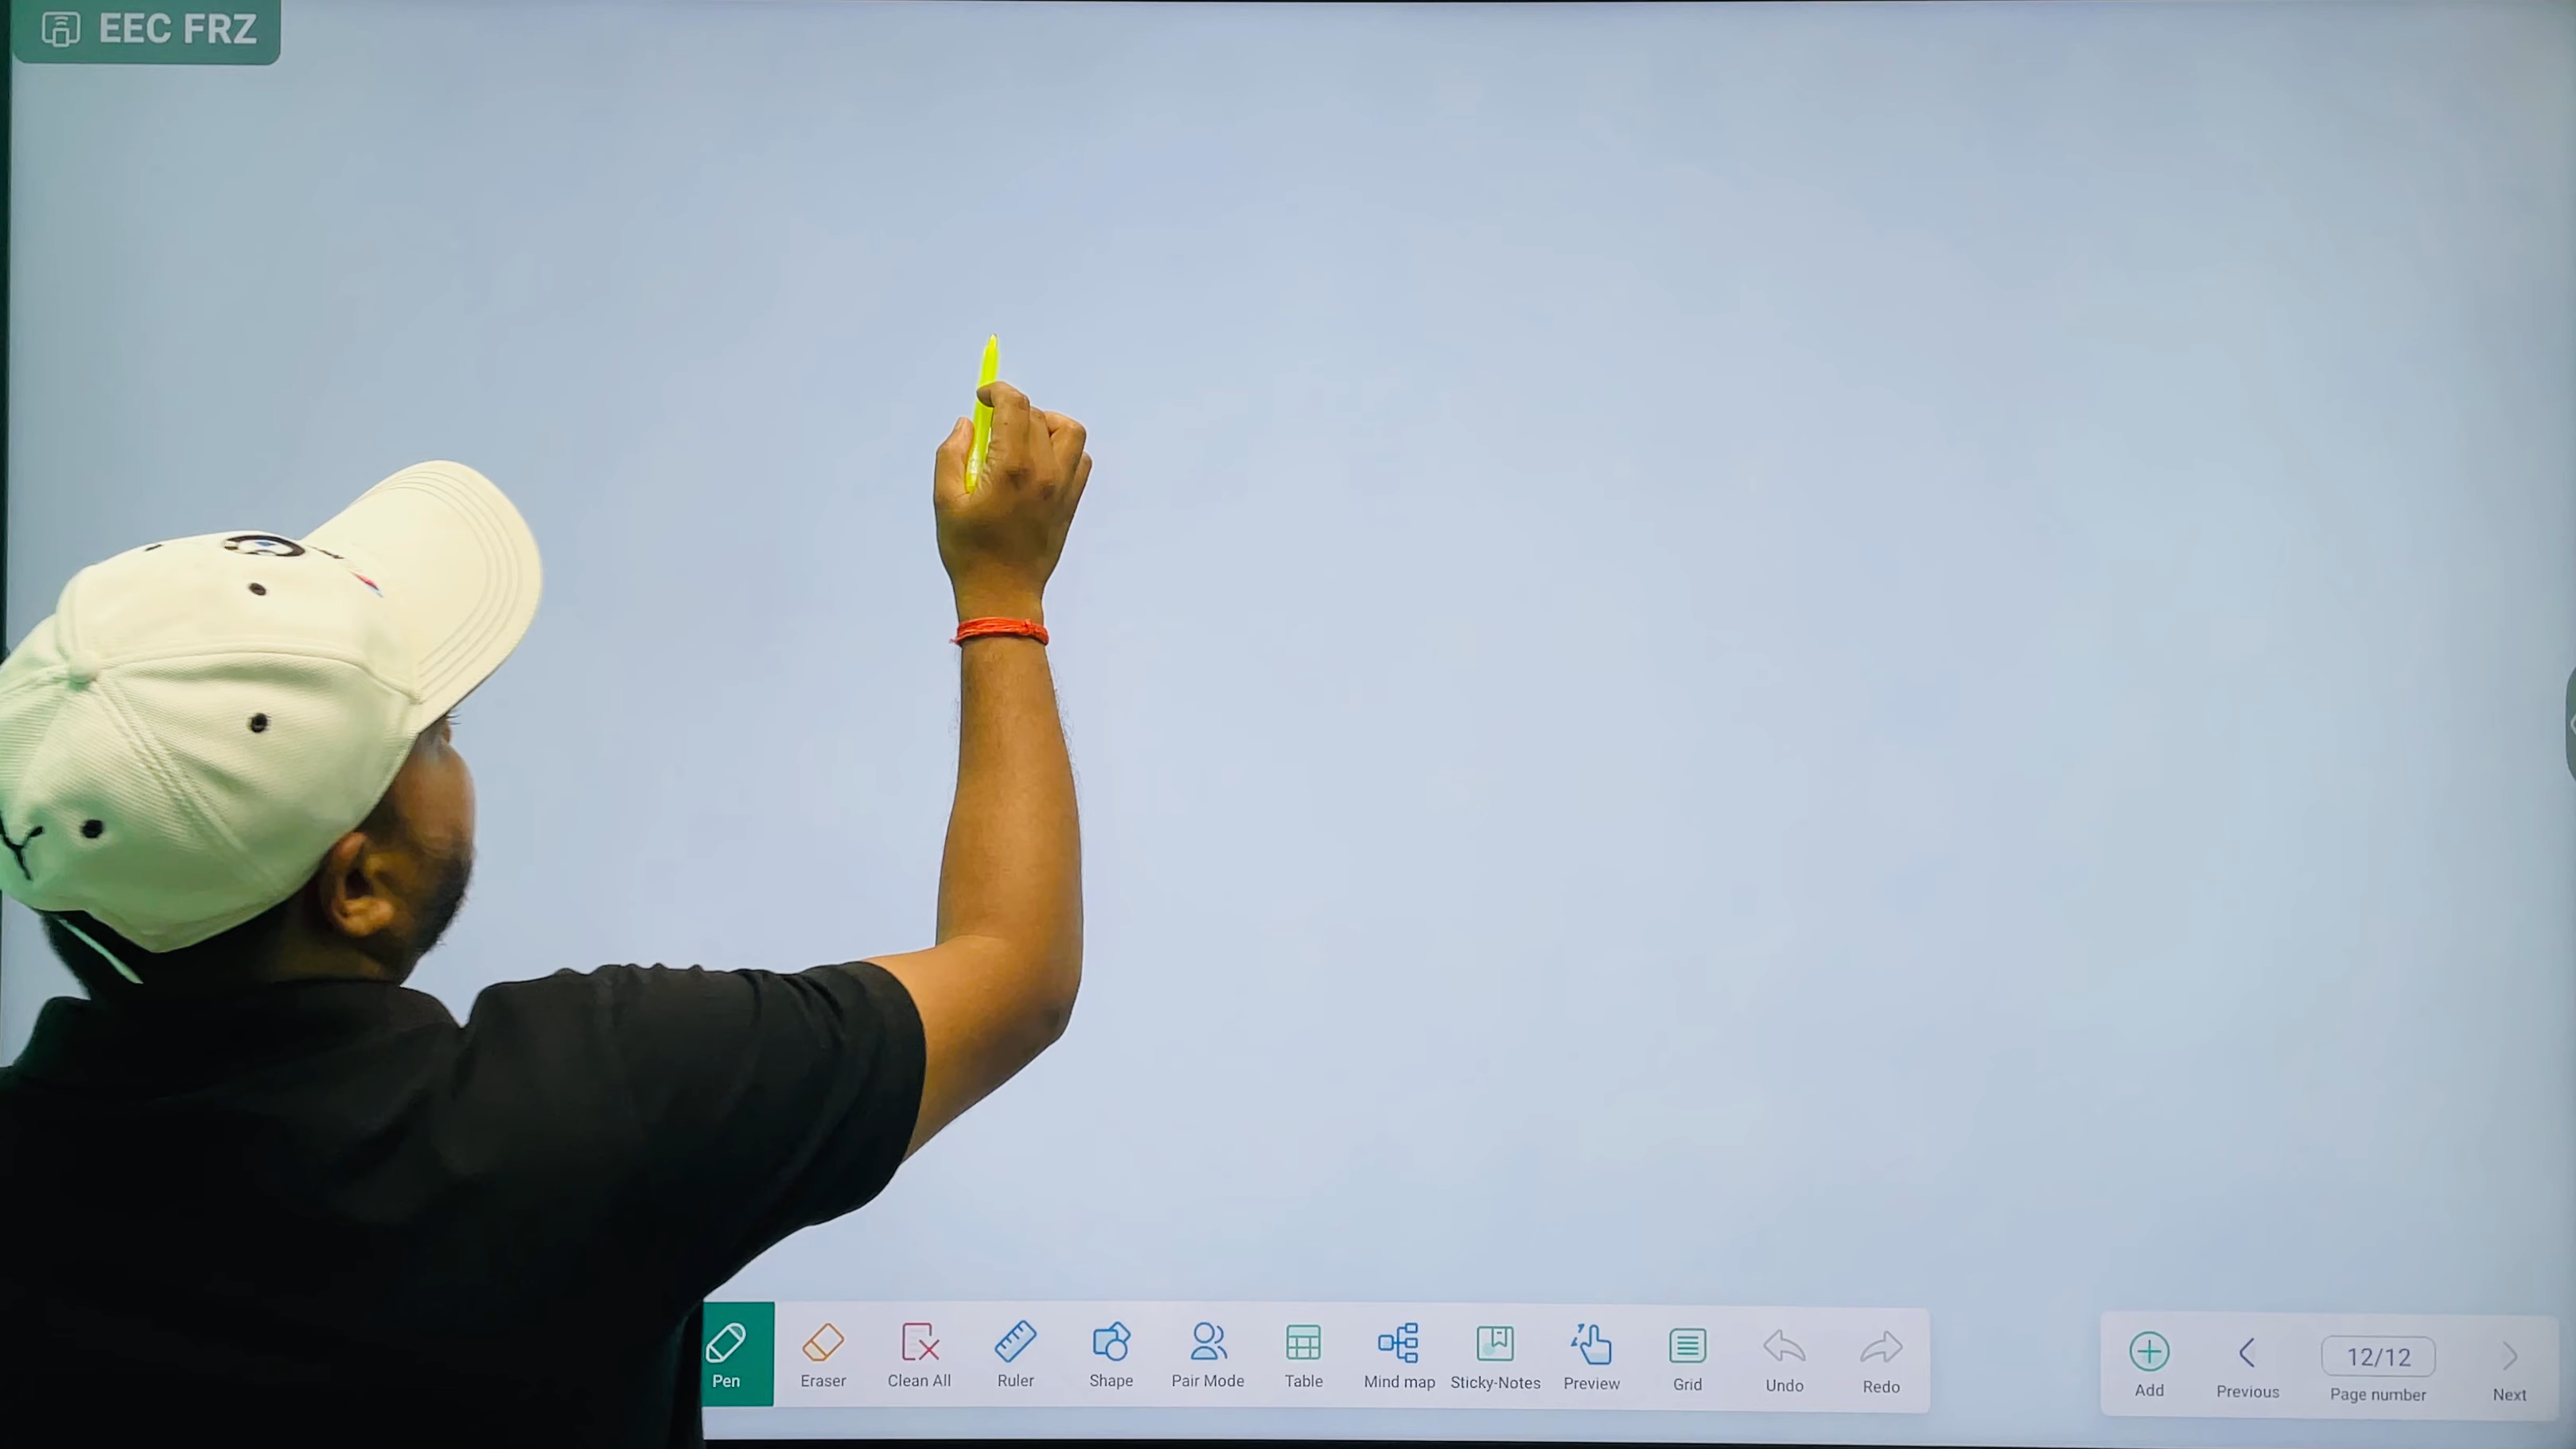 EEC FRZ
Pen Eraser Clean All Ruler Shape Pair Mode Table Mind map Sticky-Notes Preview Grid Undo Redo
Add Previous 12/12 Page number Next